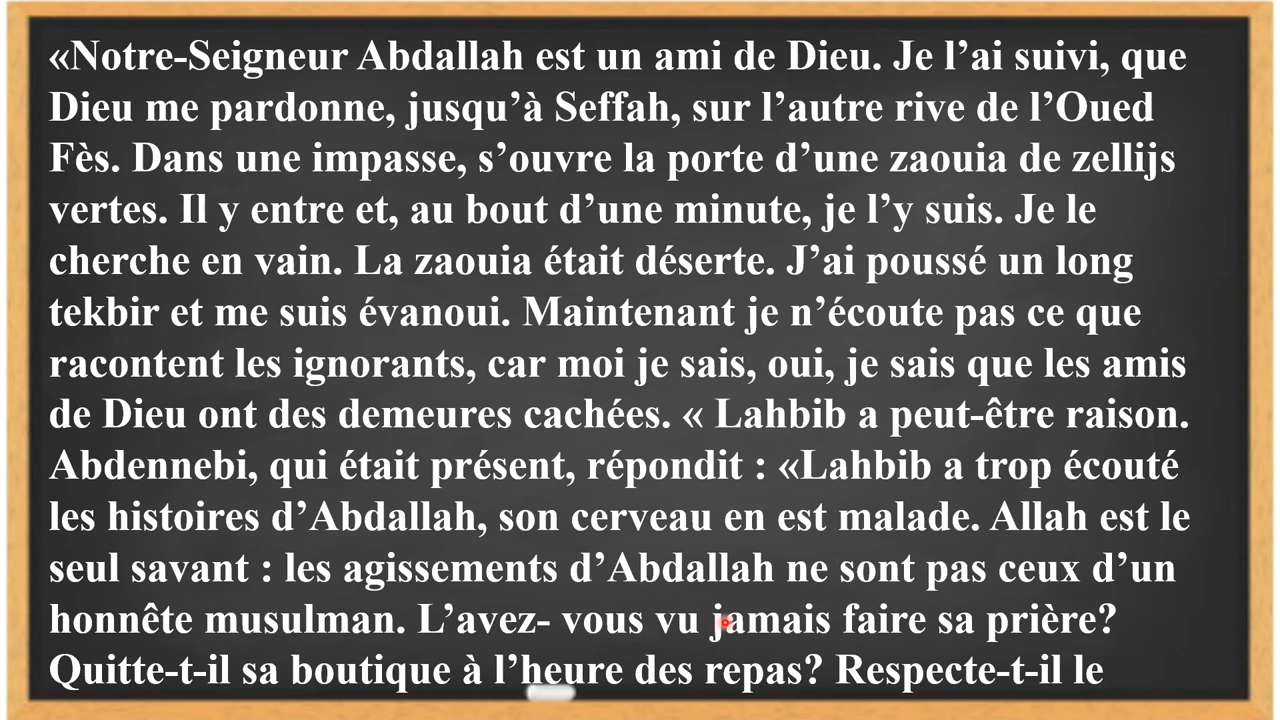 «Notre-Seigneur Abdallah est un ami de Dieu. Je l’ai suivi, que
Dieu me pardonne, jusqu’à Seffah, sur l’autre rive de l’Oued
Fès. Dans une impasse, s’ouvre la porte d’une zaouia de zellijs
vertes. Il y entre et, au bout d’une minute, je l’y suis. Je le
cherche en vain. La zaouia était déserte. J’ai poussé un long
tekbir et me suis évanoui. Maintenant je n’écoute pas ce que
racontent les ignorants, car moi je sais, oui, je sais que les amis
de Dieu ont des demeures cachées. « Lahbib a peut-être raison.
Abdennebi, qui était présent, répondit : «Lahbib a trop écouté
les histoires d’Abdallah, son cerveau en est malade. Allah est le
seul savant : les agissements d’Abdallah ne sont pas ceux d’un
honnête musulman. L’avez- vous vu jamais faire sa prière?
Quitte-t-il sa boutique à l’heure des repas? Respecte-t-il le